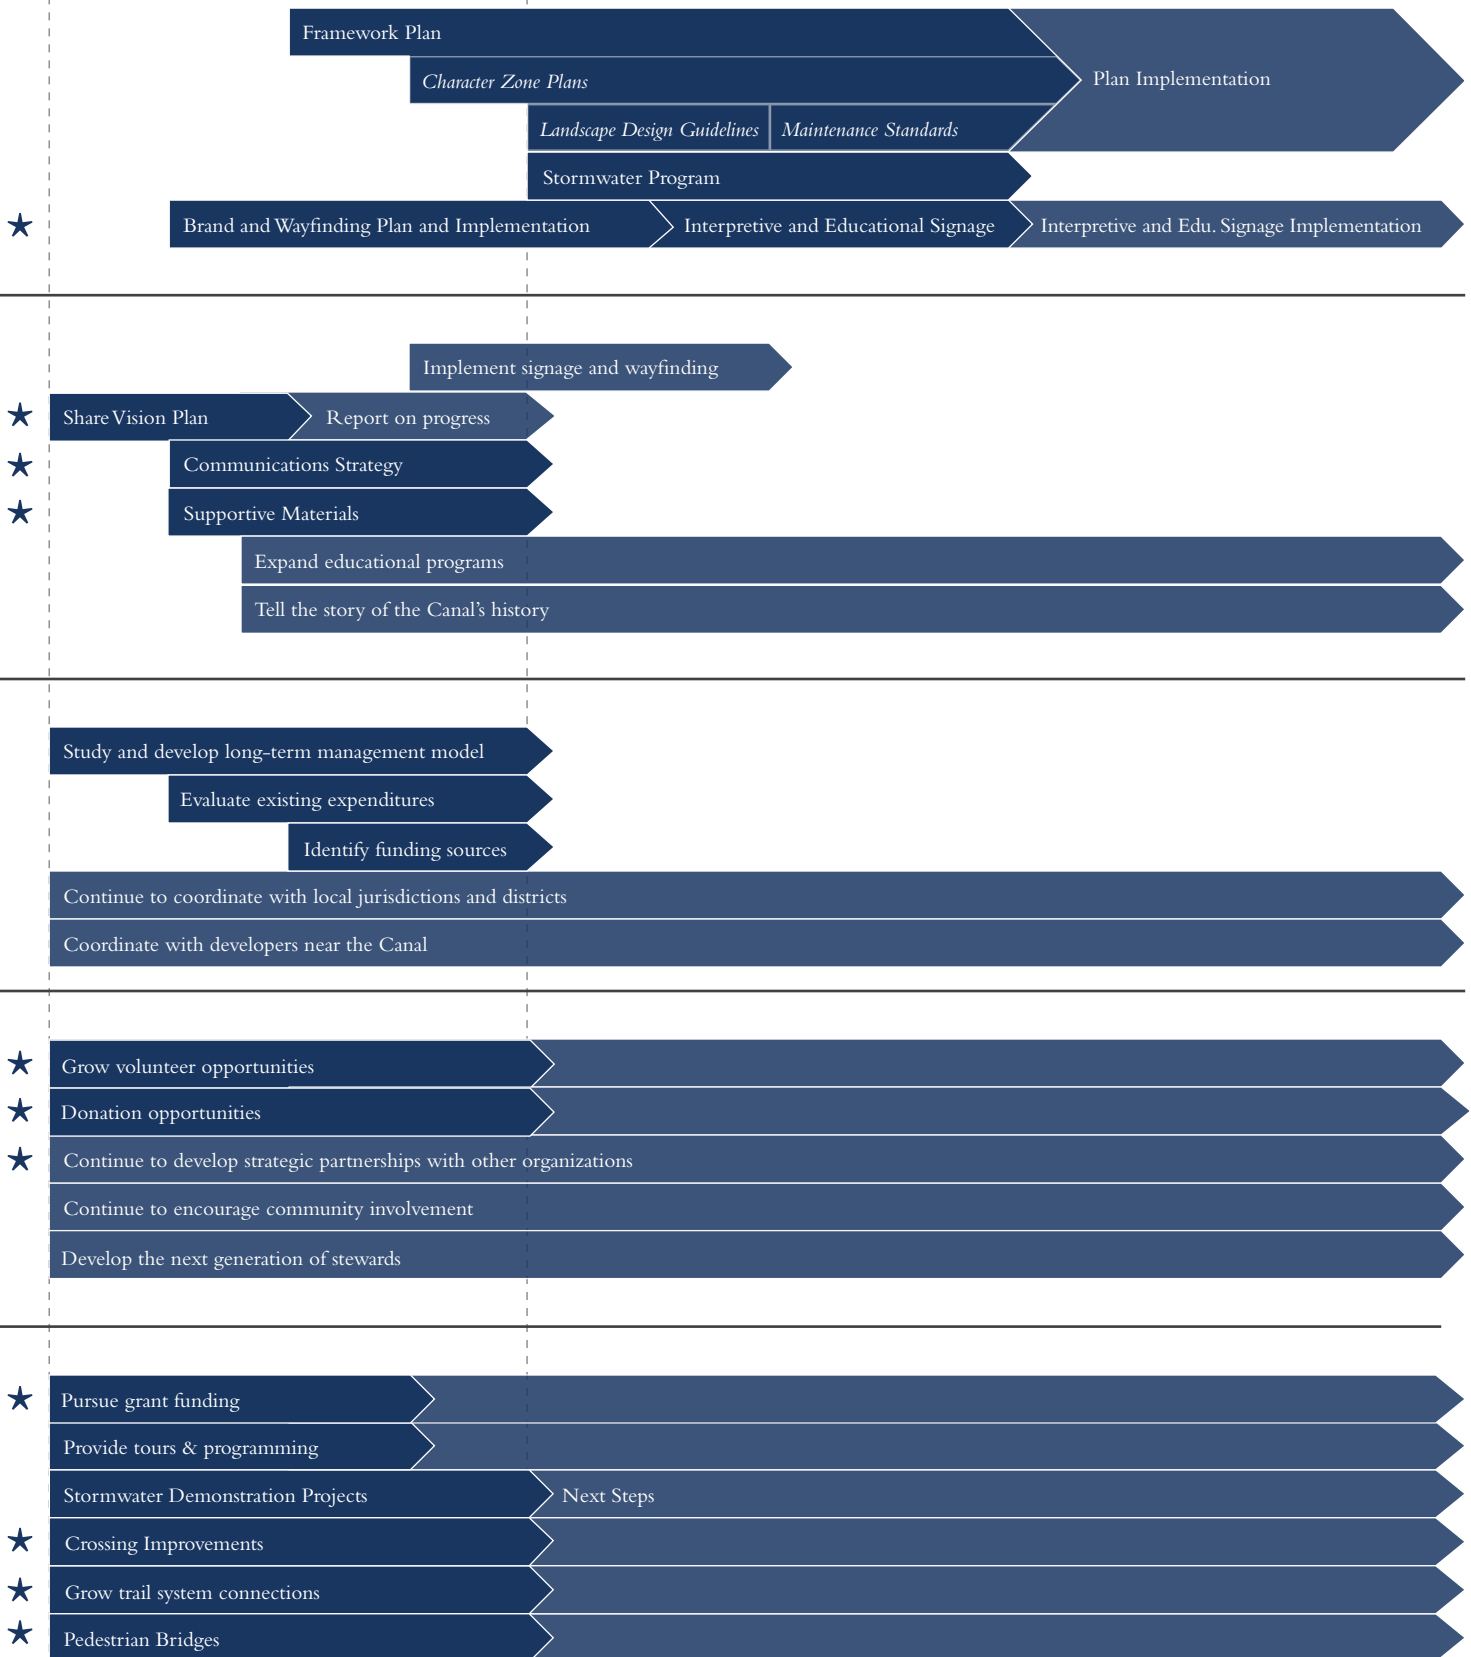 Framework Plan
Character Zone Plans
Plan Implementation
Landscape Design Guidelines
Maintenance Standards
Stormwater Program
Brand and Wayfinding Plan and Implementation
Interpretive and Educational Signage
Interpretive and Edu. Signage Implementation
Implement signage and wayfinding
Share Vision Plan
Report on progress
Communications Strategy
Supportive Materials
Expand educational programs
Tell the story of the Canal's history
Study and develop long-term management model
Evaluate existing expenditures
Identify funding sources
Continue to coordinate with local jurisdictions and districts
Coordinate with developers near the Canal
Grow volunteer opportunities
Donation opportunities
Continue to develop strategic partnerships with other organizations
Continue to encourage community involvement
Develop the next generation of stewards
Pursue grant funding
Provide tours & programming
Stormwater Demonstration Projects
Next Steps
Crossing Improvements
Grow trail system connections
Pedestrian Bridges